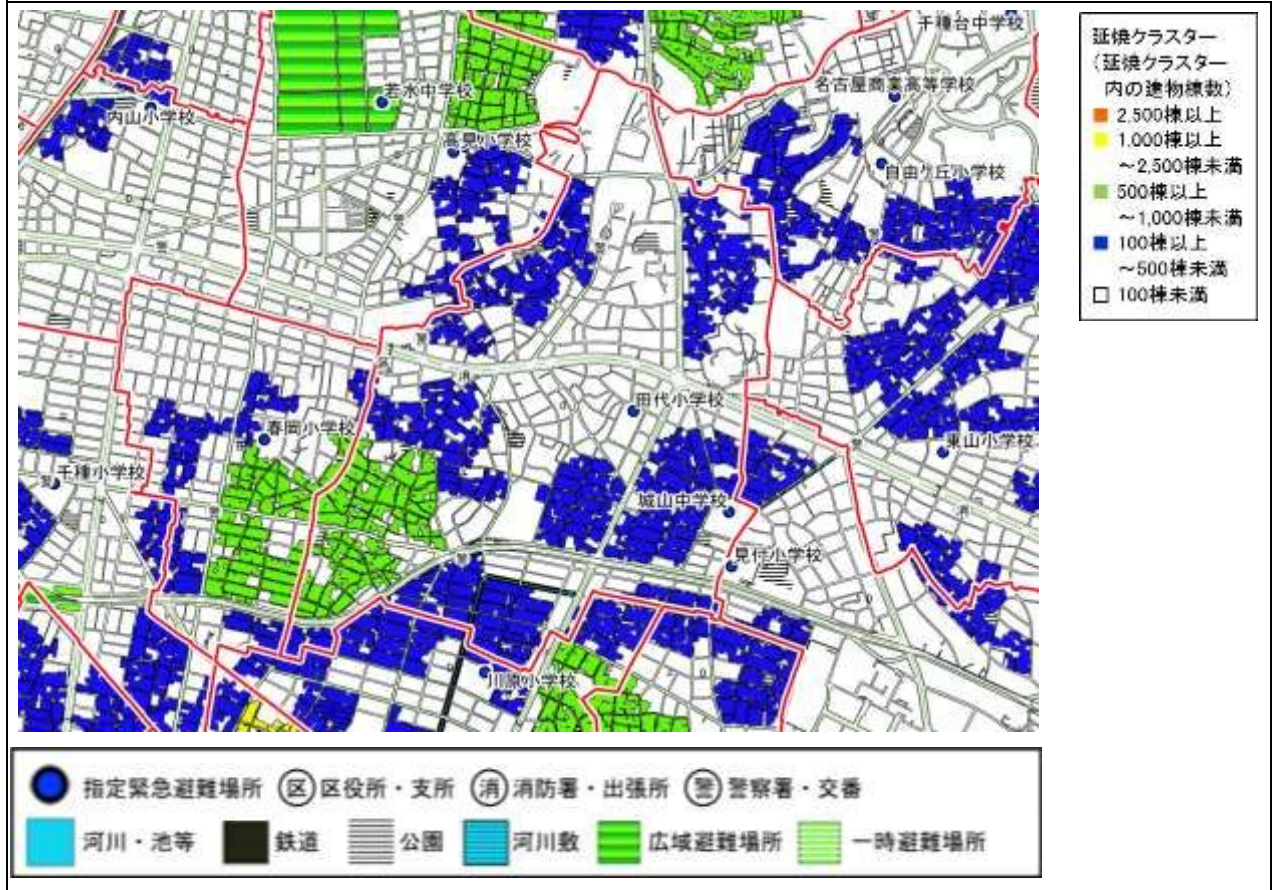 千種台中学校
名古屋商業高等学校
若水中学校
内山小学校
高見小学校
自由ケ丘小学校
田代小学校
春岡小学校
東山小学校
千種小学校
城山中学校
見付小学校
川原小学校
延焼クラスター
(延焼クラスター
内の建物棟数)
2,500棟以上
1,000棟以上
～2,500棟未満
500棟以上
～1,000棟未満
100棟以上
～500棟未満
100棟未満
指定緊急避難場所 区 区役所・支所 消 消防署・出張所 警 警察署・交番
河川・池等 鉄道 公園 河川敷 広域避難場所 一時避難場所